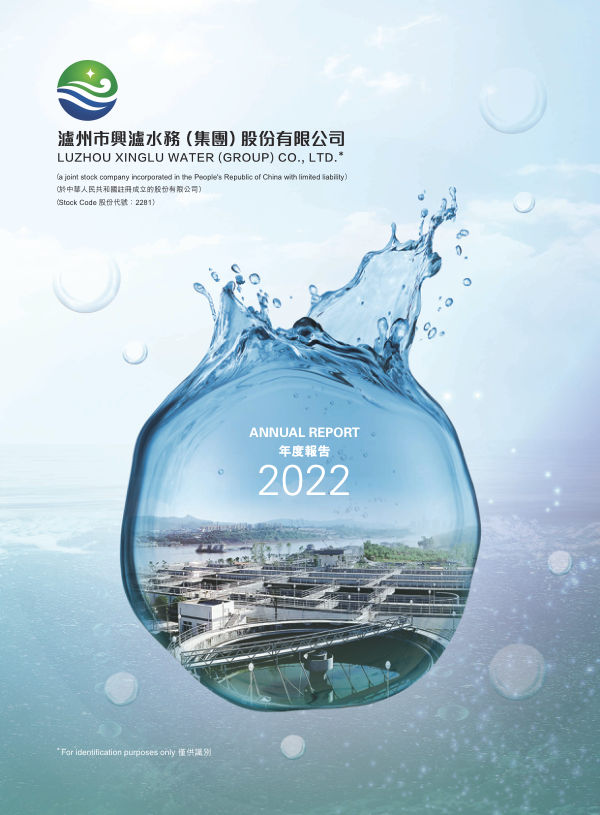 瀘州市興瀘水務（集團）股份有限公司
LUZHOU XINGLU WATER (GROUP) CO., LTD.*
(a joint stock company incorporated in the People's Republic of China with limited liability)
(於中華人民共和國註冊成立的股份有限公司)
(Stock Code 股份代號：2281)
ANNUAL REPORT
年度報告
2022
* For identification purposes only 僅供識別